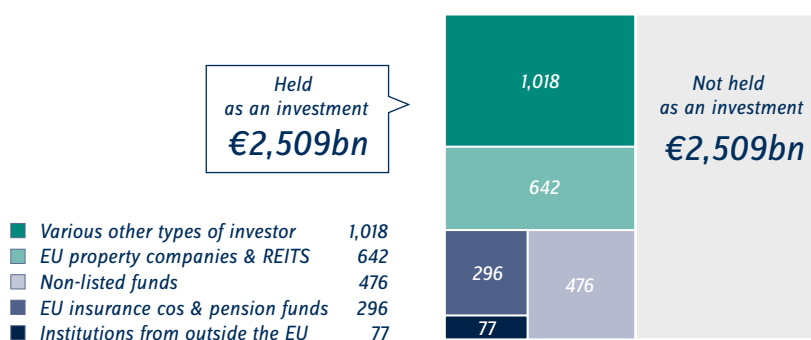 Held
as an investment
€2,509bn
1,018
Not held
as an investment
€2,509bn
642
Various other types of investor 1,018
EU property companies & REITS 642
Non-listed funds 476
EU insurance cos & pension funds 296
Institutions from outside the EU 77
296
476
77